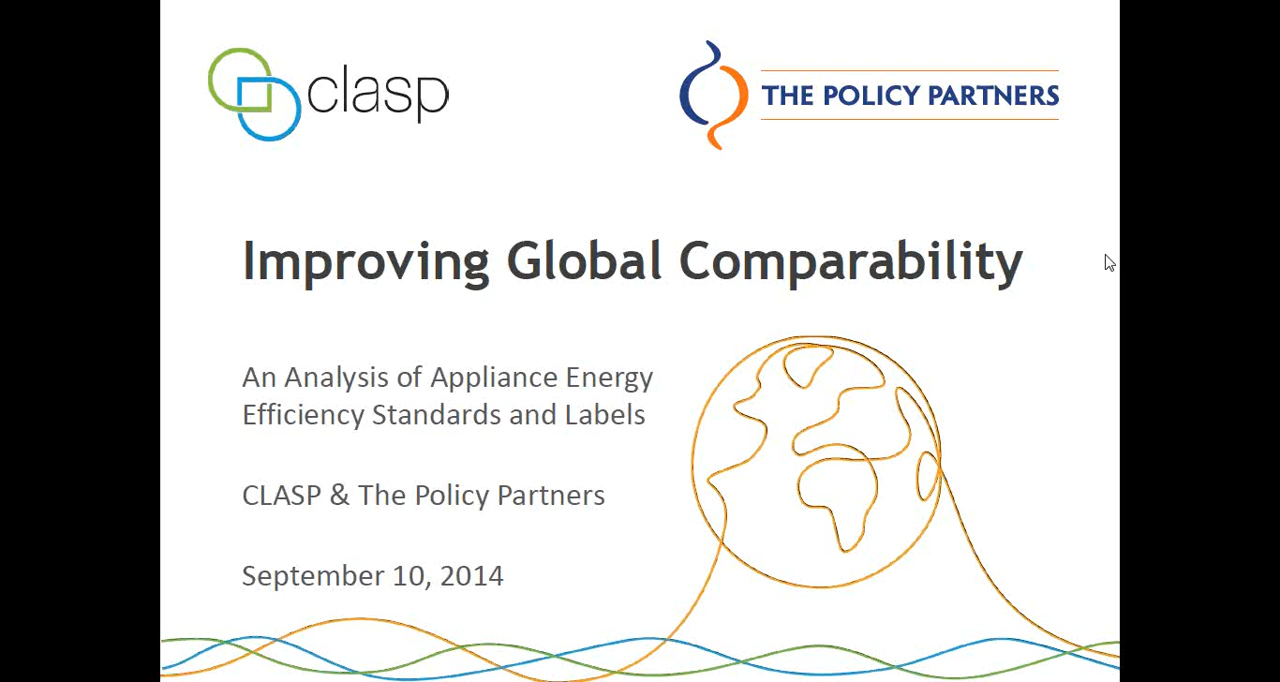 clasp
THE POLICY PARTNERS
Improving Global Comparability
An Analysis of Appliance Energy
Efficiency Standards and Labels
CLASP & The Policy Partners
September 10, 2014